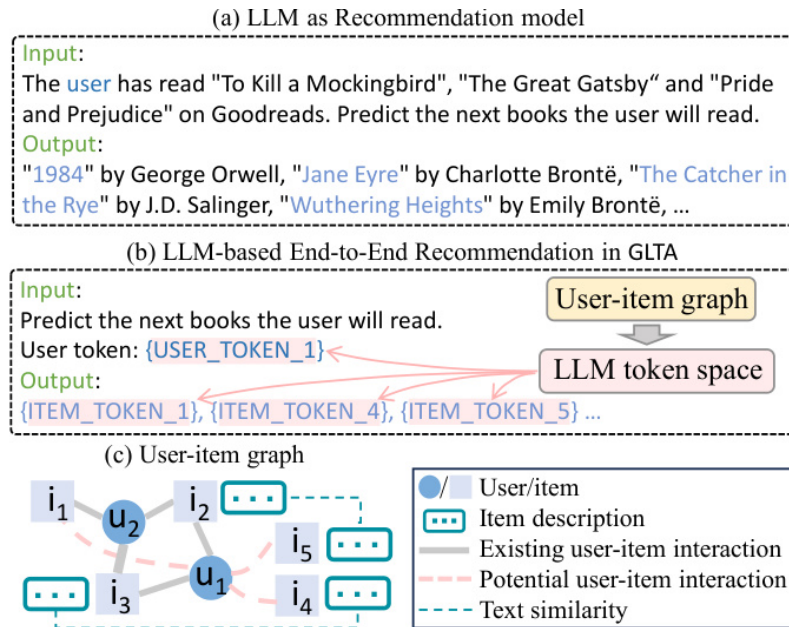 (a) LLM as Recommendation model
Input:
The user has read "To Kill a Mockingbird", "The Great Gatsby“ and "Pride
and Prejudice" on Goodreads. Predict the next books the user will read.
Output:
"1984" by George Orwell, "Jane Eyre" by Charlotte Brontë, "The Catcher in
the Rye" by J.D. Salinger, "Wuthering Heights" by Emily Brontë, ...
(b) LLM-based End-to-End Recommendation in GLTA
Input:
Predict the next books the user will read.
User token: {USER_TOKEN_1}
Output:
{ITEM_TOKEN_1}, {ITEM_TOKEN_4}, {ITEM_TOKEN_5} ...
User-item graph
LLM token space
(c) User-item graph
i1
u2
i2
i5
i3
u1
i4
/ User/item
Item description
Existing user-item interaction
Potential user-item interaction
Text similarity